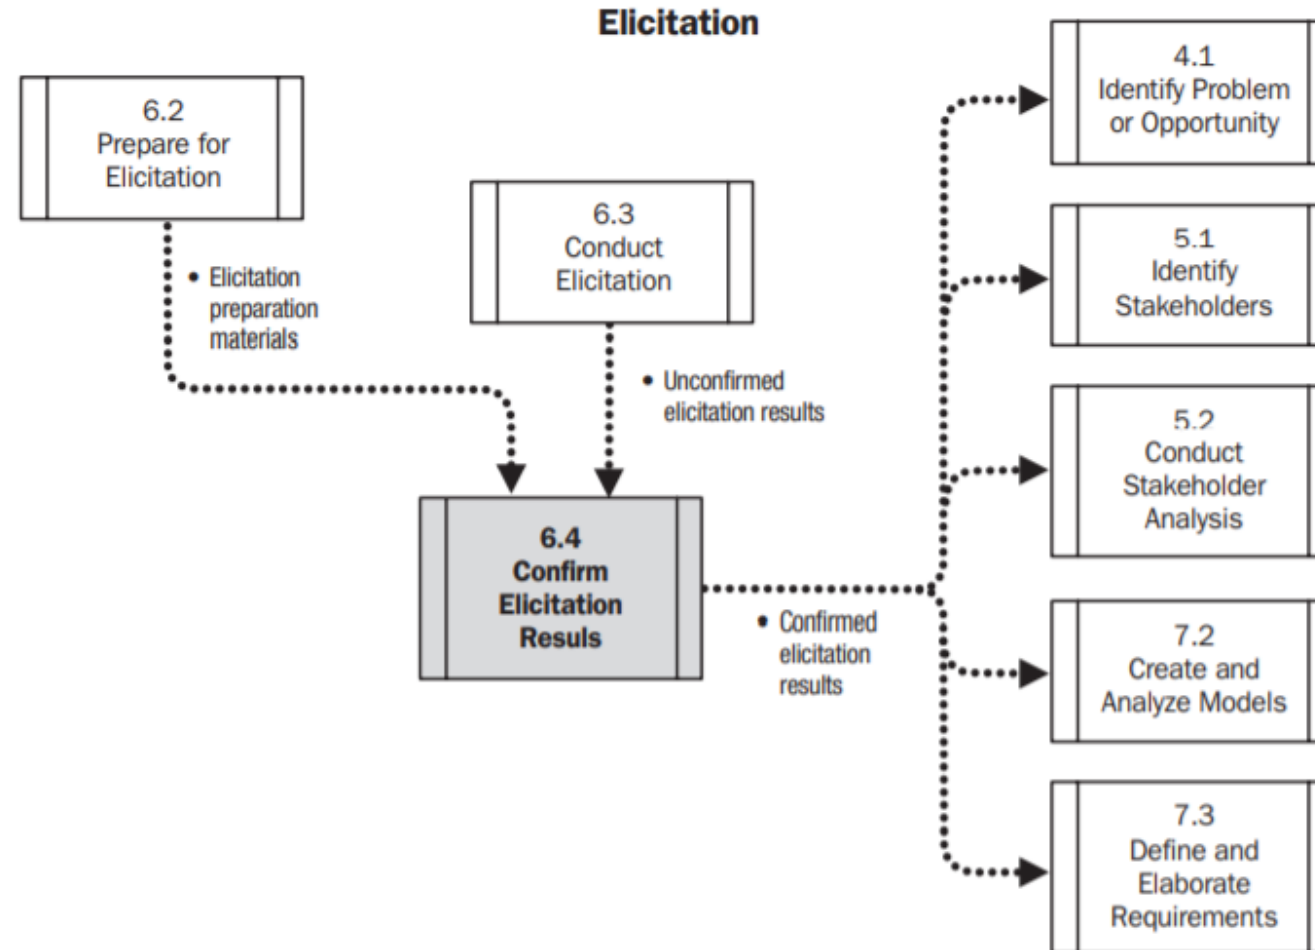 Elicitation
6.2
Prepare for
Elicitation
6.3
Conduct
Elicitation
• Elicitation
preparation
materials
• Unconfirmed
elicitation results
6.4
Confirm
Elicitation
Resuls
• Confirmed
elicitation
results
4.1
Identify Problem
or Opportunity
5.1
Identify
Stakeholders
5.2
Conduct
Stakeholder
Analysis
7.2
Create and
Analyze Models
7.3
Define and
Elaborate
Requirements